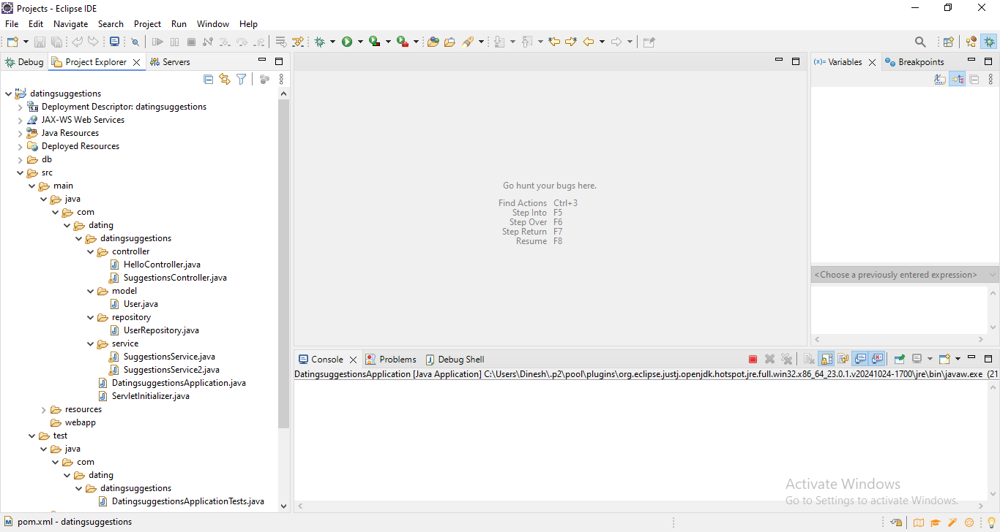 Projects - Eclipse IDE
File Edit Navigate Search Project Run Window Help
Debug Project Explorer Servers
(x)= Variables Breakpoints
datingsuggestions
5.0 Deployment Descriptor: datingsuggestions
JAX-WS Web Services
Java Resources
Deployed Resources
db
src
main
java
com
dating
datingsuggestions
controller
HelloController.java
SuggestionsController.java
model
User.java
repository
UserRepository.java
service
SuggestionsService.java
SuggestionsService2.java
DatingsuggestionsApplication.java
ServletInitializer.java
resources
webapp
test
java
com
dating
datingsuggestions
DatingsuggestionsApplicationTests.java
Go hunt your bugs here.
Find Actions Ctrl+3
Step Into F5
Step Over F6
Step Return F7
Resume F8
<Choose a previously entered expression>
Console Problems Debug Shell
DatingsuggestionsApplication [Java Application] C:\Users\Dinesh\.p2\pool\plugins\org.eclipse.justj.openjdk.hotspot.jre.full.win32.x86_64_23.0.1.v20241024-1700\jre\bin\javaw.exe (21
Activate Windows
Go to Settings to activate Windows.
pom.xml - datingsuggestions